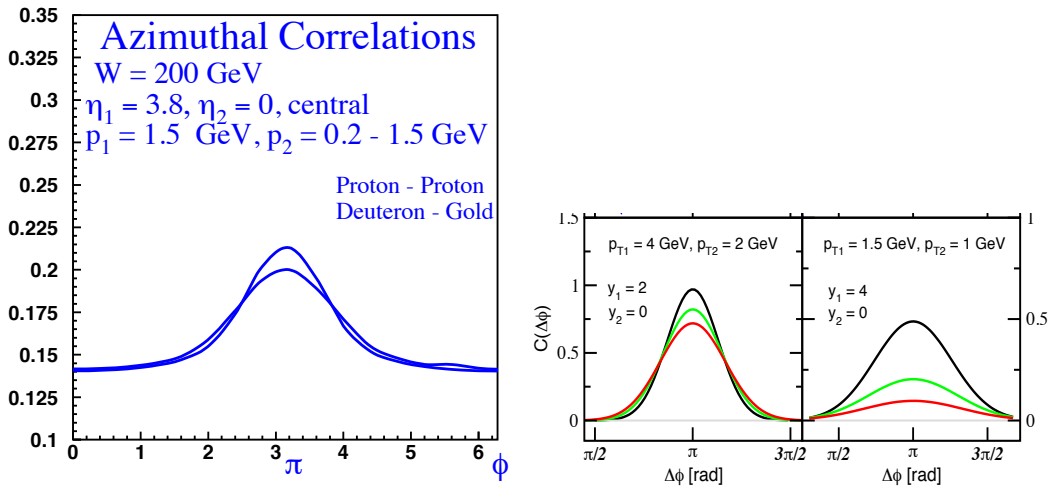 0.35
0.325
0.3
0.275
0.25
0.225
0.2
0.175
0.15
0.125
0.1
Azimuthal Correlations
W = 200 GeV
η1 = 3.8, η2 = 0, central
p1 = 1.5 GeV, p2 = 0.2 - 1.5 GeV
Proton - Proton
Deuteron - Gold
0 1 2 3 4 5 6
π φ
1.5
1
0.5
0
C(Δφ)
pT1 = 4 GeV, pT2 = 2 GeV
y1 = 2
y2 = 0
π/2 π 3π/2
Δφ [rad]
pT1 = 1.5 GeV, pT2 = 1 GeV
y1 = 4
y2 = 0
1
0.5
0
π/2 π 3π/2
Δφ [rad]